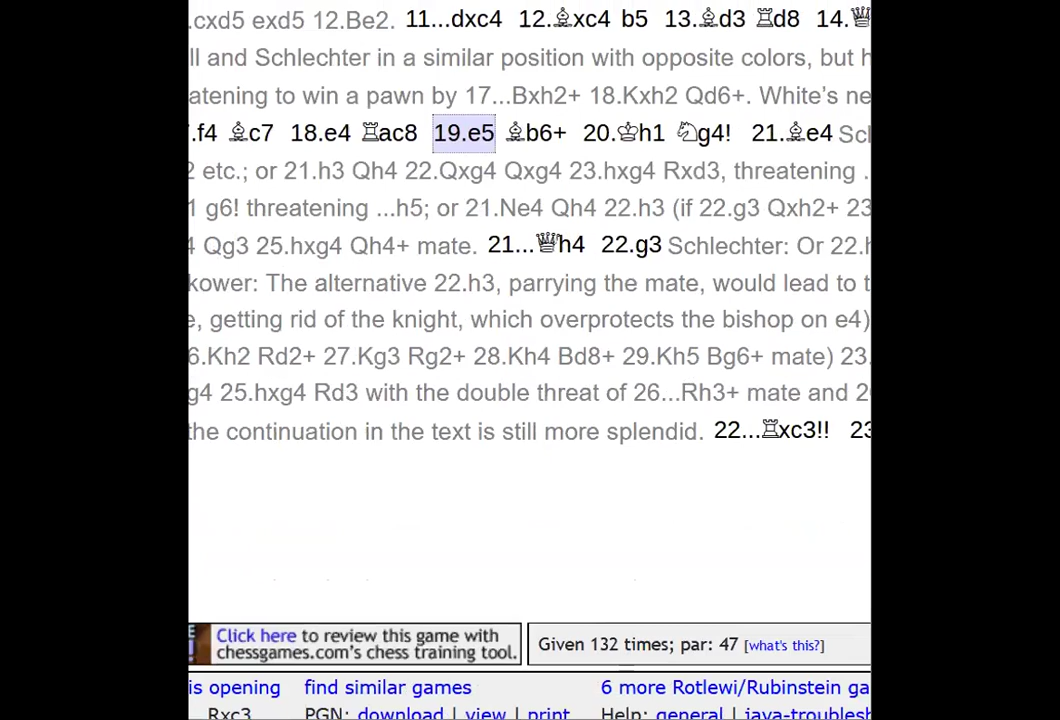 .cxd5 exd5 12.Be2. 11...dxc4 12.♗xc4 b5 13.♗d3 ♖d8 14.♕
ll and Schlechter in a similar position with opposite colors, but h
atening to win a pawn by 17...Bxh2+ 18.Kxh2 Qd6+. White's ne
.f4 ♗c7 18.e4 ♖ac8 19.e5 ♗b6+ 20.♔h1 ♘g4! 21.♗e4 Scl
2 etc.; or 21.h3 Qh4 22.Qxg4 Qxg4 23.hxg4 Rxd3, threatening .
1 g6! threatening ...h5; or 21.Ne4 Qh4 22.h3 (if 22.g3 Qxh2+ 23
4 Qg3 25.hxg4 Qh4+ mate. 21...♕h4 22.g3 Schlechter: Or 22.h
kower: The alternative 22.h3, parrying the mate, would lead to t
e, getting rid of the knight, which overprotects the bishop on e4)
6.Kh2 Rd2+ 27.Kg3 Rg2+ 28.Kh4 Bd8+ 29.Kh5 Bg6+ mate) 23.
g4 25.hxg4 Rd3 with the double threat of 26...Rh3+ mate and 26
the continuation in the text is still more splendid. 22...♖xc3!! 23
Click here to review this game with
chessgames.com's chess training tool.
Given 132 times; par: 47 [what's this?]
is opening find similar games 6 more Rotlewi/Rubinstein ga
Rxc3 PGN: download | view | print Help: general | java-troublesh